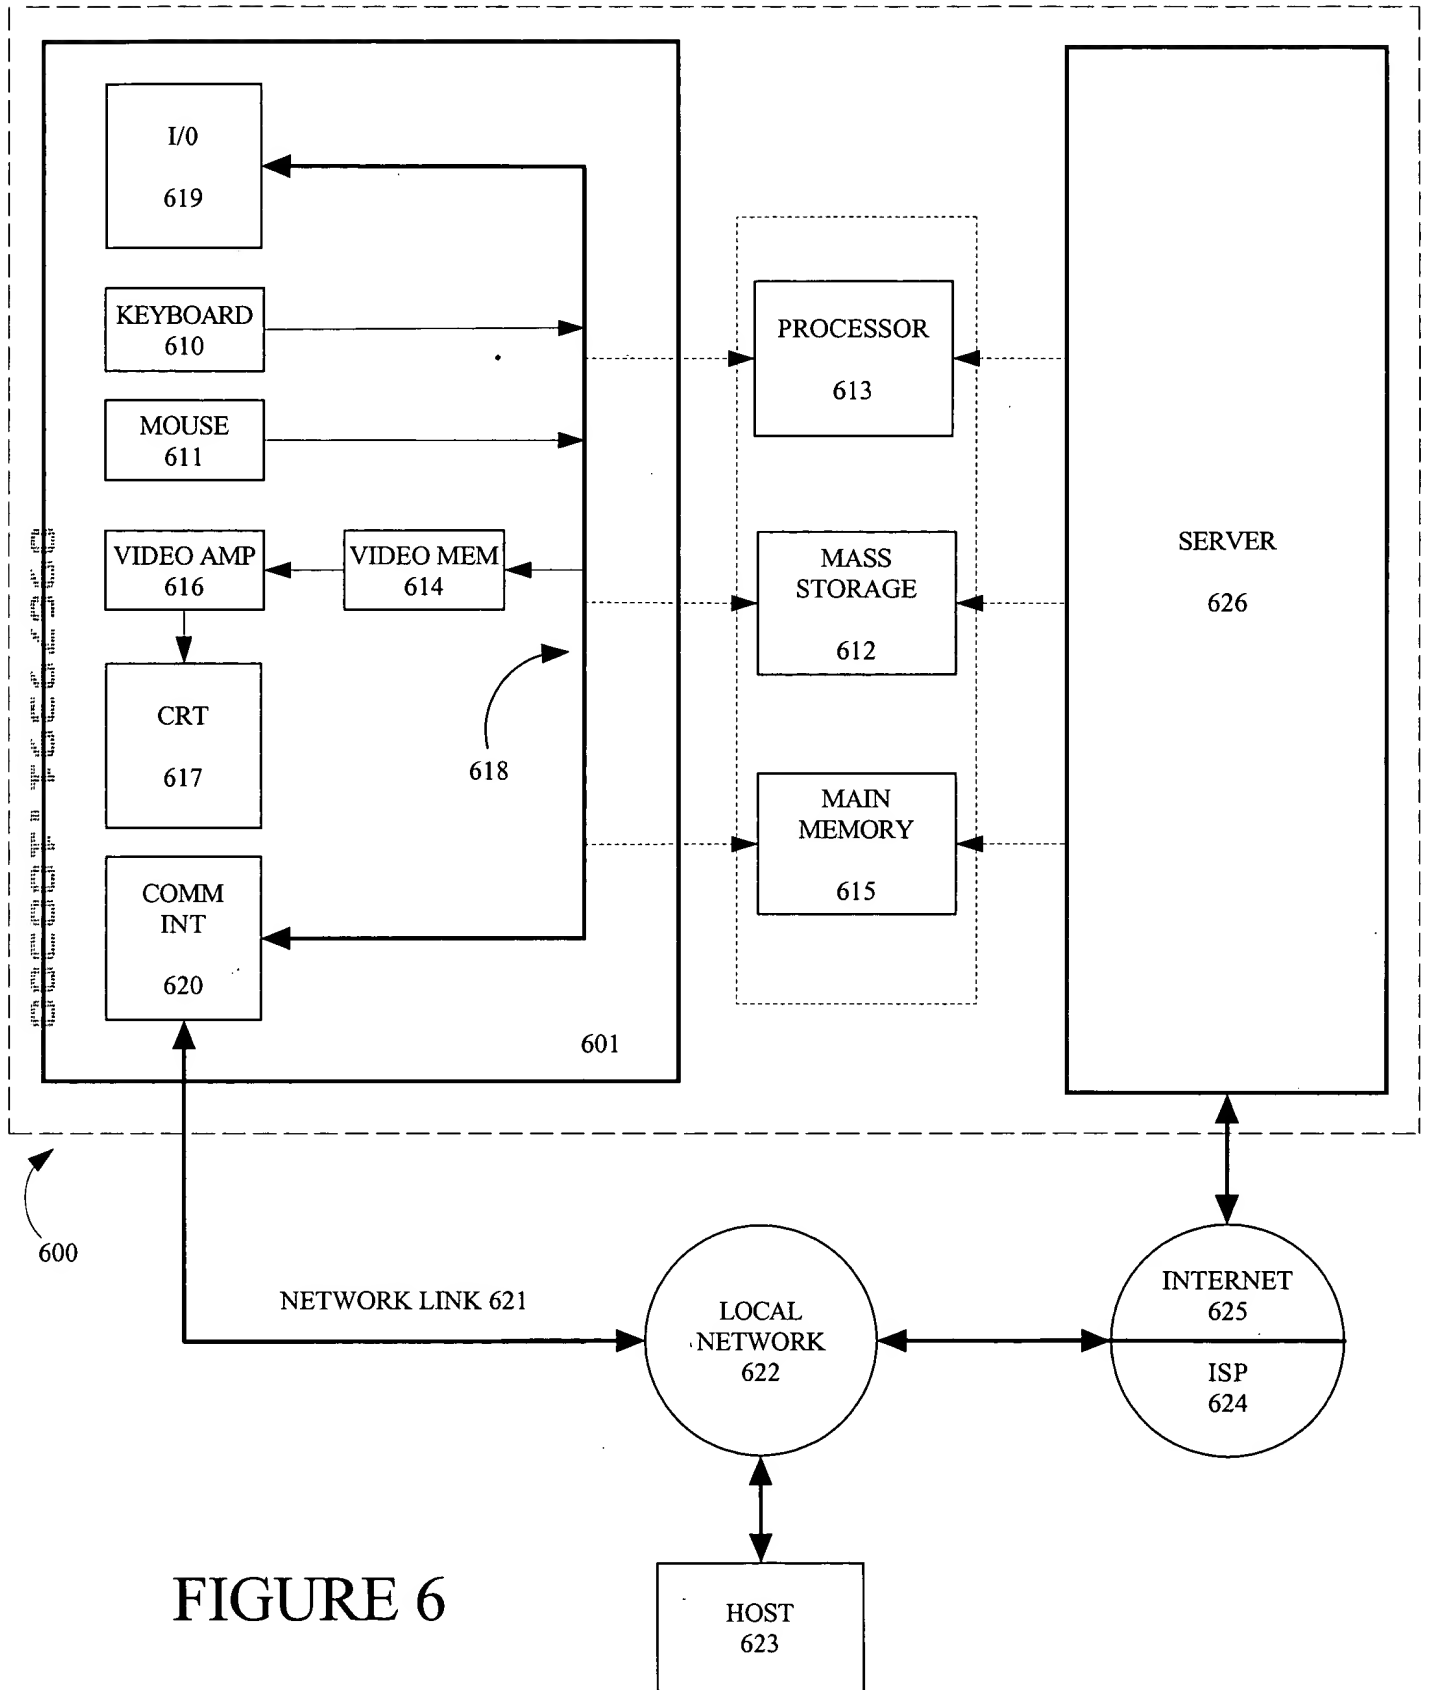 I/0
619
KEYBOARD
610
MOUSE
611
VIDEO AMP
616
VIDEO MEM
614
CRT
617
618
COMM
INT
620
601
PROCESSOR
613
MASS
STORAGE
612
MAIN
MEMORY
615
SERVER
626
600
NETWORK LINK 621
LOCAL
NETWORK
622
INTERNET
625
ISP
624
HOST
623
FIGURE 6